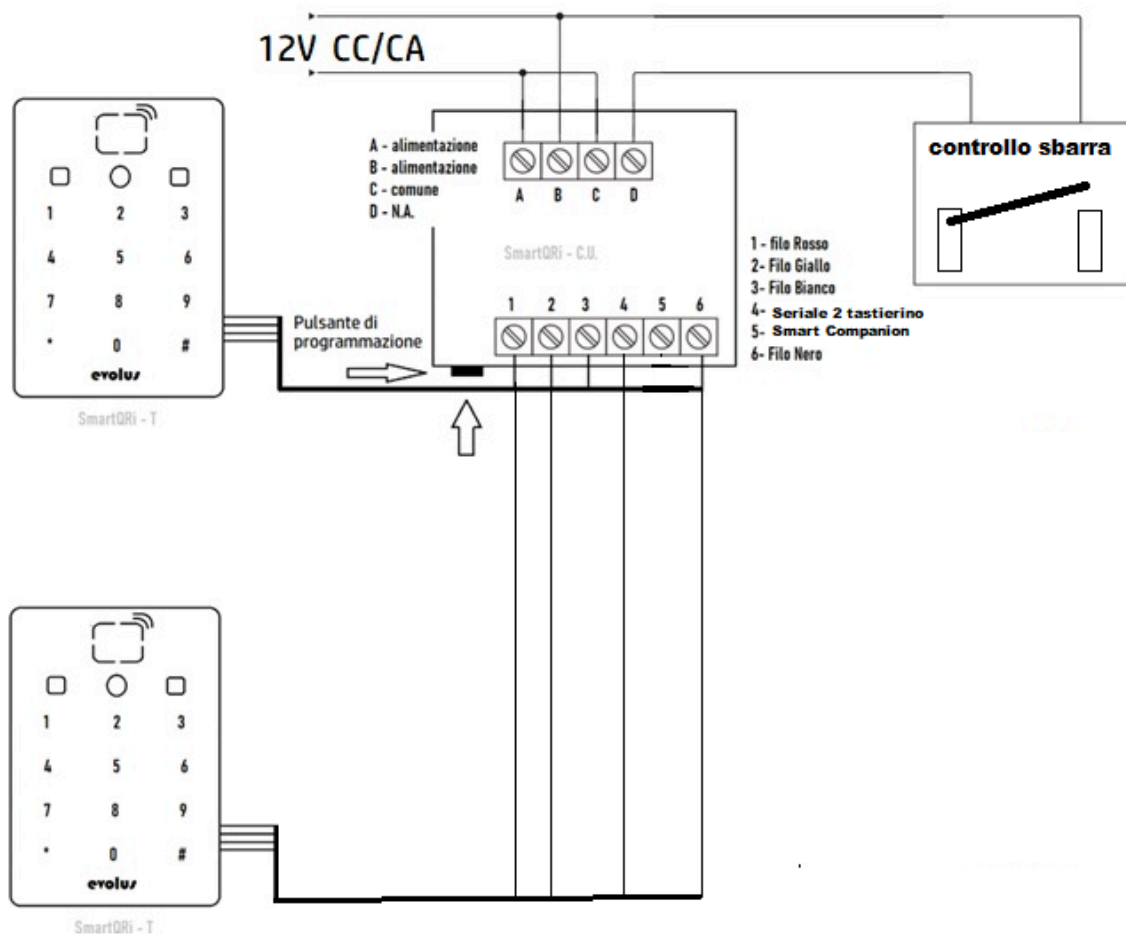 12V CC/CA
A - alimentazione
B - alimentazione
C - comune
D - N.A.
A B C D
SmartQRi - C.U.
controllo sbarra
1 2 3
4 5 6
7 8 9
* 0 #
evolus
SmartQRi - T
Pulsante di
programmazione
1 2 3 4 5 6
1 - filo Rosso
2- Filo Giallo
3- Filo Bianco
4- Seriale 2 tastierino
5- Smart Companion
6- Filo Nero
1 2 3
4 5 6
7 8 9
* 0 #
evolus
SmartQRi - T